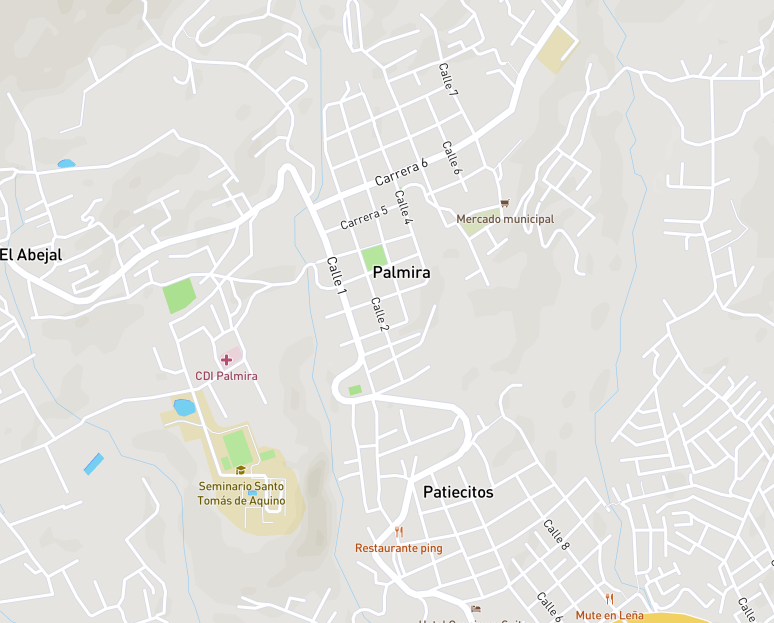 Calle 7
Calle 6
Carrera 6
Calle 4
Carrera 5
Mercado municipal
El Abejal
Calle 1
Palmira
Calle 2
CDI Palmira
Seminario Santo
Tomás de Aquino
Patiecitos
Calle 8
Restaurante ping
Calle 6
Mute en Leña
Calle